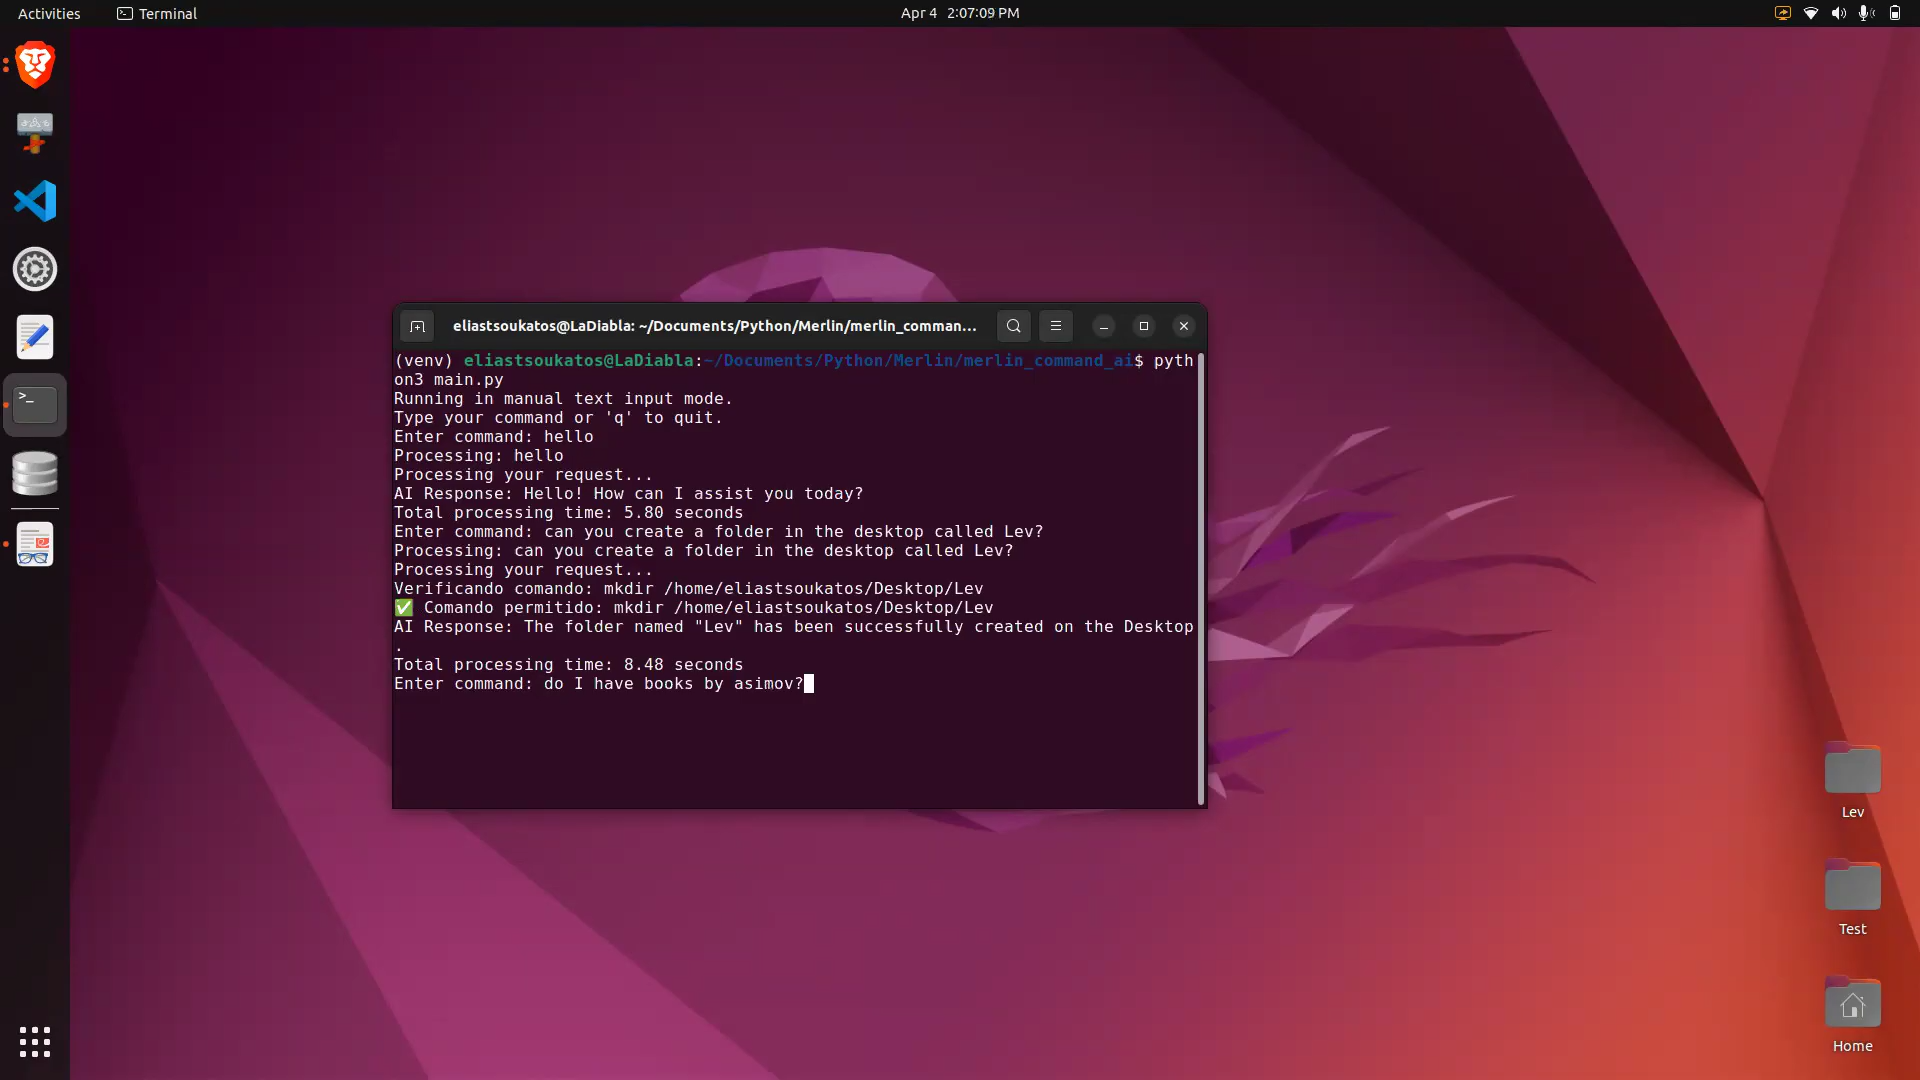 Activities
Terminal
Apr 4 2:07:09 PM
eliastsoukatos@LaDiabla: ~/Documents/Python/Merlin/merlin_comman...
(venv) eliastsoukatos@LaDiabla:~/Documents/Python/Merlin/merlin_command_ai$ pyth
on3 main.py
Running in manual text input mode.
Type your command or 'q' to quit.
Enter command: hello
Processing: hello
Processing your request...
AI Response: Hello! How can I assist you today?
Total processing time: 5.80 seconds
Enter command: can you create a folder in the desktop called Lev?
Processing: can you create a folder in the desktop called Lev?
Processing your request...
Verificando comando: mkdir /home/eliastsoukatos/Desktop/Lev
✅ Comando permitido: mkdir /home/eliastsoukatos/Desktop/Lev
AI Response: The folder named "Lev" has been successfully created on the Desktop
.
Total processing time: 8.48 seconds
Enter command: do I have books by asimov?
Lev
Test
Home